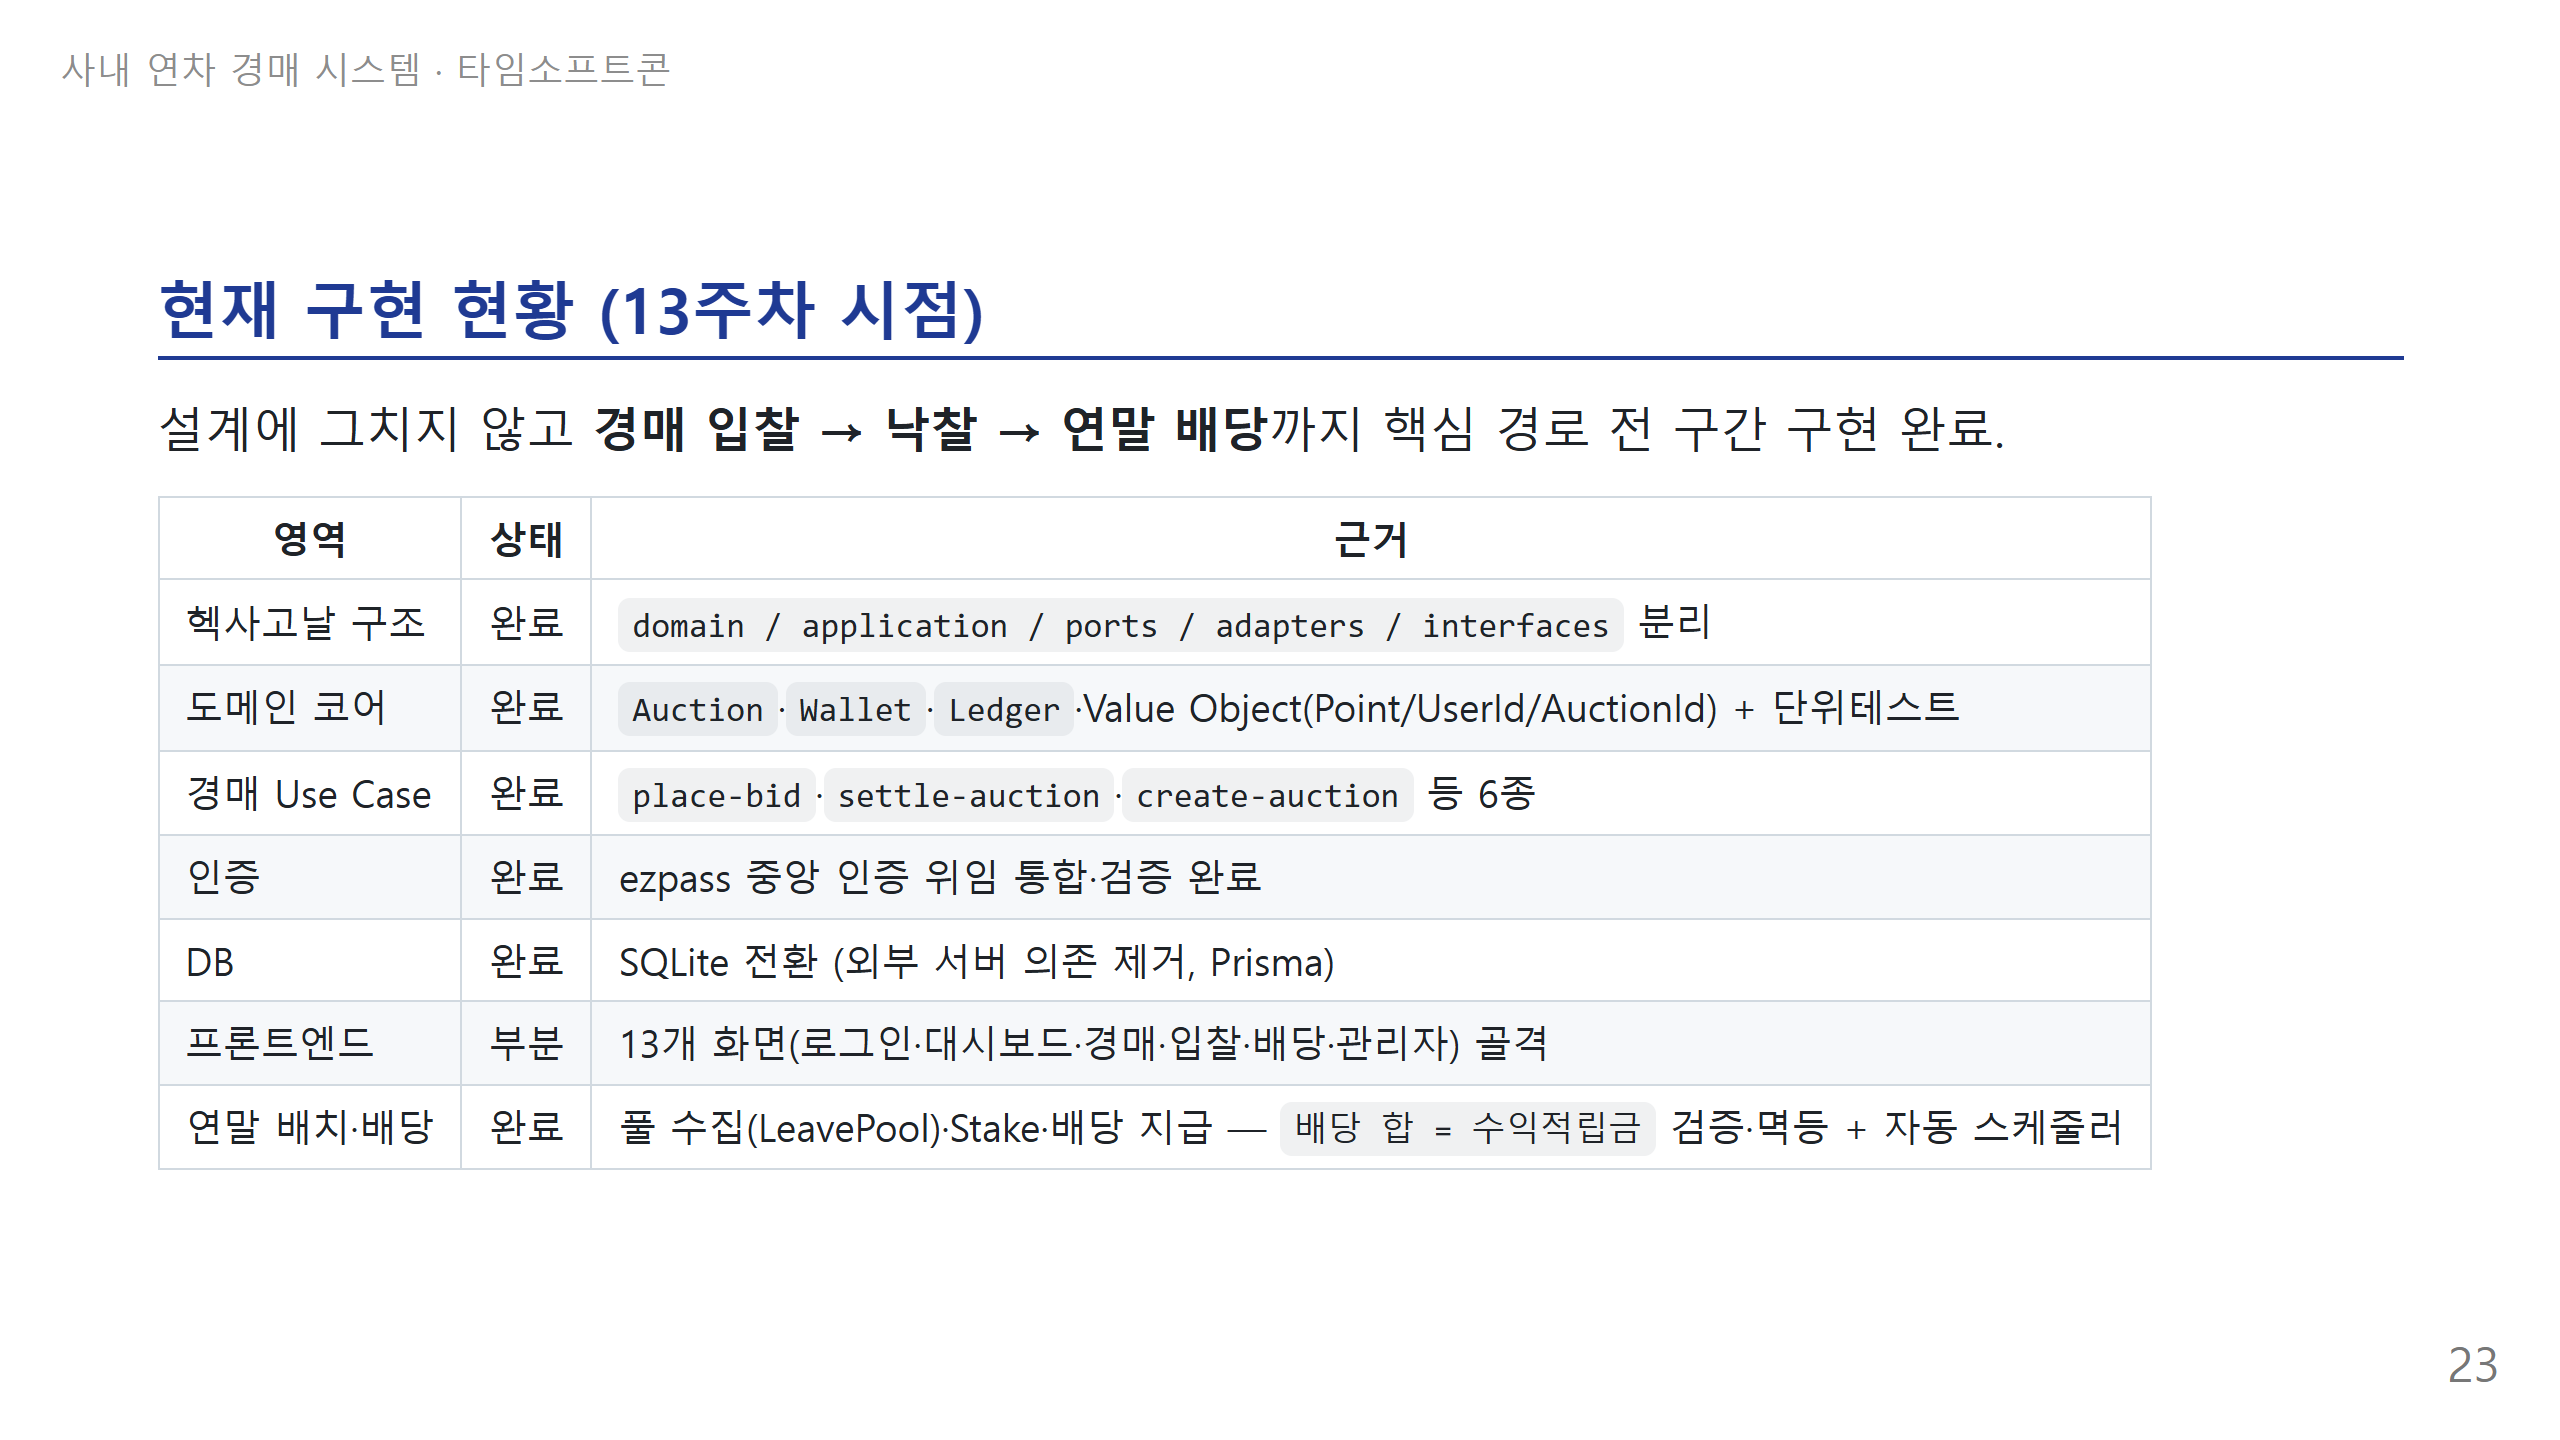 사내 연차 경매 시스템 · 타임소프트콘
현재 구현 현황 (13주차 시점)
설계에 그치지 않고 경매 입찰 → 낙찰 → 연말 배당까지 핵심 경로 전 구간 구현 완료.
영역 상태 근거
헥사고날 구조 완료 domain / application / ports / adapters / interfaces 분리
도메인 코어 완료 Auction·Wallet·Ledger·Value Object(Point/UserId/AuctionId) + 단위테스트
경매 Use Case 완료 place-bid·settle-auction·create-auction 등 6종
인증 완료 ezpass 중앙 인증 위임 통합·검증 완료
DB 완료 SQLite 전환 (외부 서버 의존 제거, Prisma)
프론트엔드 부분 13개 화면(로그인·대시보드·경매·입찰·배당·관리자) 골격
연말 배치·배당 완료 풀 수집(LeavePool)·Stake·배당 지급 — 배당 합 = 수익적립금 검증·멱등 + 자동 스케줄러
23